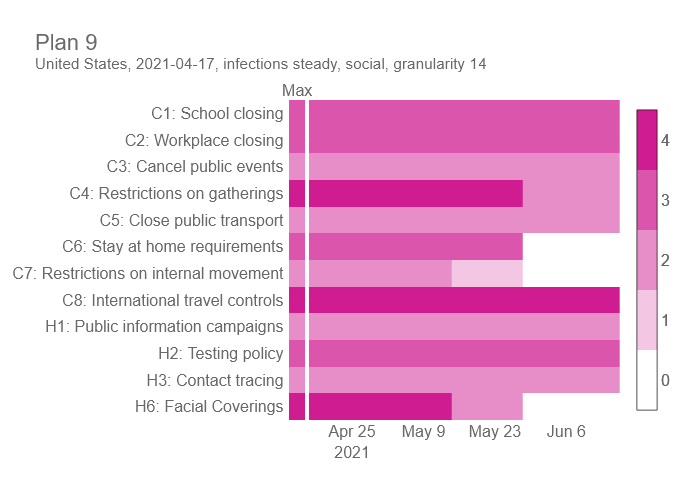 Plan 9
United States, 2021-04-17, infections steady, social, granularity 14
Max
C1: School closing
C2: Workplace closing
C3: Cancel public events
C4: Restrictions on gatherings
C5: Close public transport
C6: Stay at home requirements
C7: Restrictions on internal movement
C8: International travel controls
H1: Public information campaigns
H2: Testing policy
H3: Contact tracing
H6: Facial Coverings
Apr 25 May 9 May 23 Jun 6
2021
4
3
2
1
0